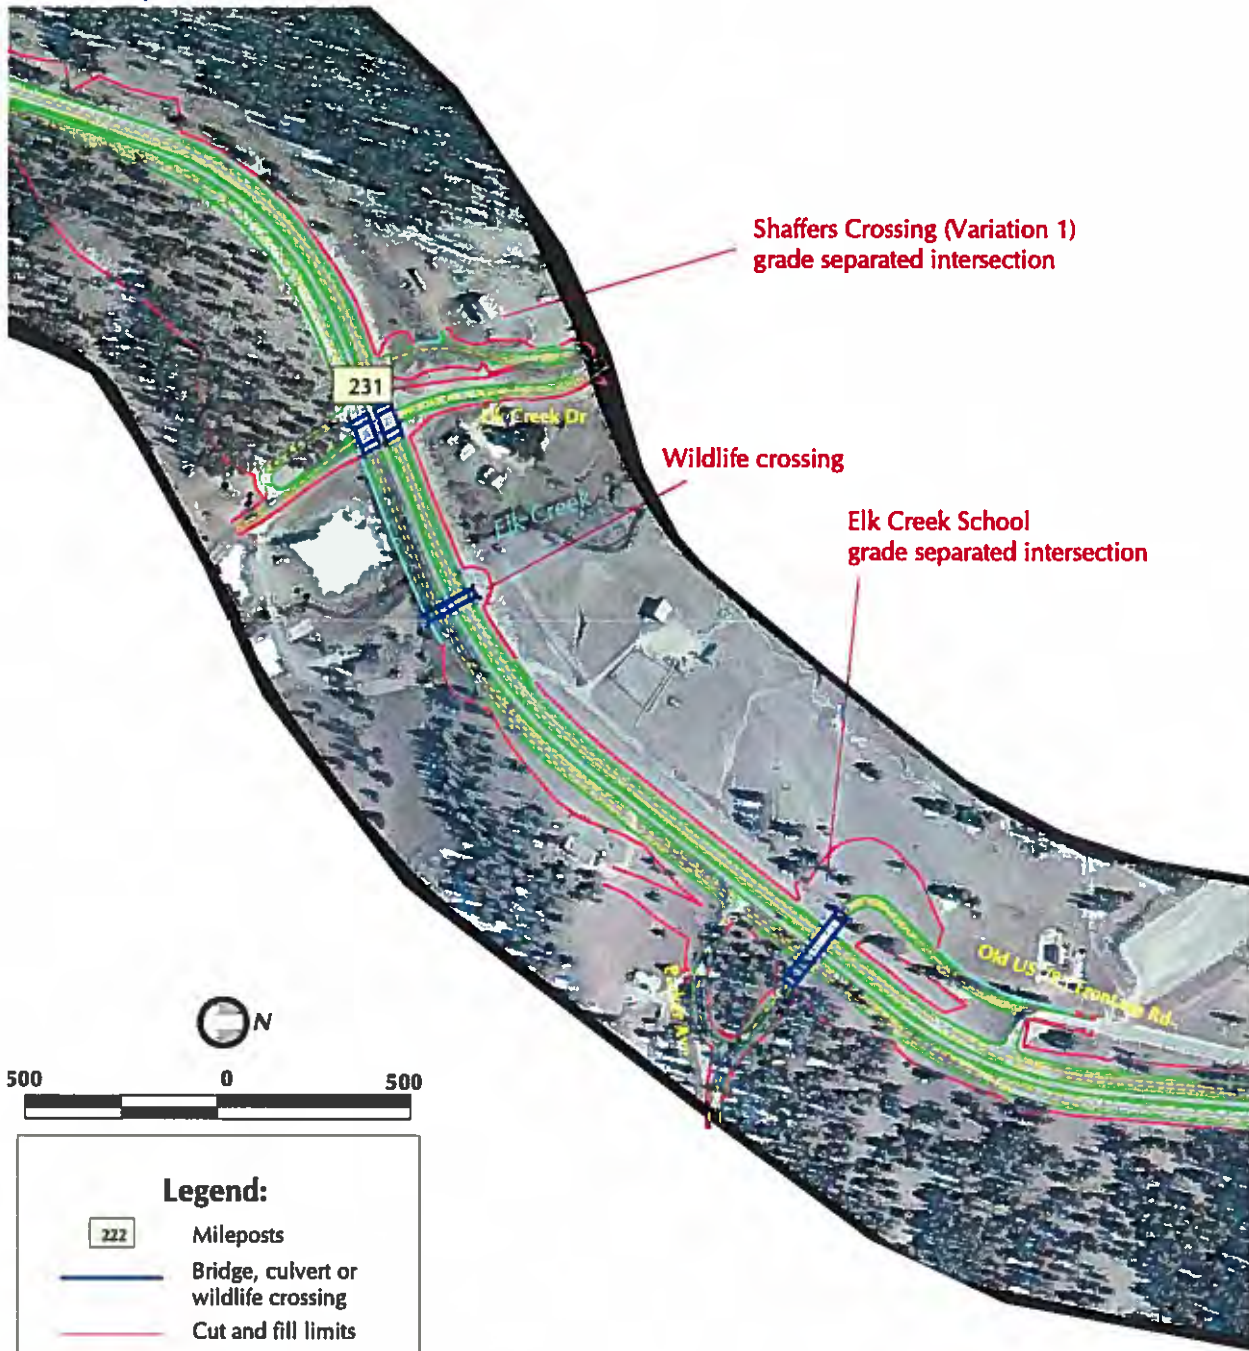 Shaffers Crossing (Variation 1)
grade separated intersection
231
Elk Creek Dr
Wildlife crossing
Elk Creek
Elk Creek School
grade separated intersection
Old US Frontage Rd
N
500 0 500
Legend:
222 Mileposts
Bridge, culvert or
wildlife crossing
Cut and fill limits